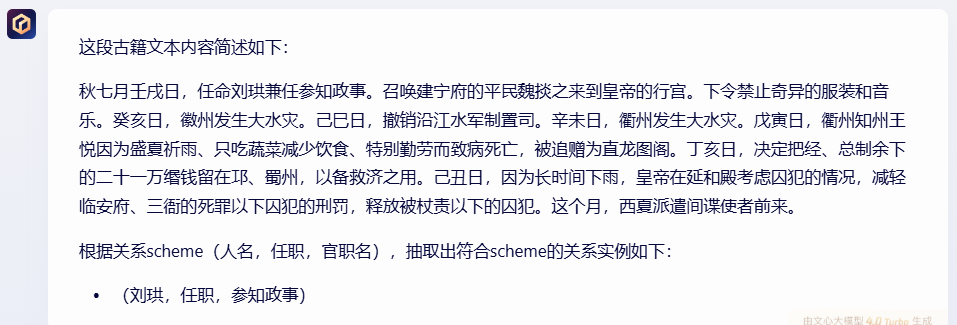 这段古籍文本内容简述如下：
秋七月壬戌日，任命刘珙兼任参知政事。召唤建宁府的平民魏掞之来到皇帝的行宫。下令禁止奇异的服装和音
乐。癸亥日，徽州发生大水灾。己巳日，撤销沿江水军制置司。辛未日，衢州发生大水灾。戊寅日，衢州知州王
悦因为盛夏祈雨、只吃蔬菜减少饮食、特别勤劳而致病死亡，被追赠为直龙图阁。丁亥日，决定把经、总制余下
的二十一万缗钱留在邛、蜀州，以备救济之用。己丑日，因为长时间下雨，皇帝在延和殿考虑囚犯的情况，减轻
临安府、三衙的死罪以下囚犯的刑罚，释放被杖责以下的囚犯。这个月，西夏派遣间谍使者前来。
根据关系scheme（人名，任职，官职名），抽取出符合scheme的关系实例如下：
• （刘珙，任职，参知政事）
由文心大模型 4.0 Turbo 生成